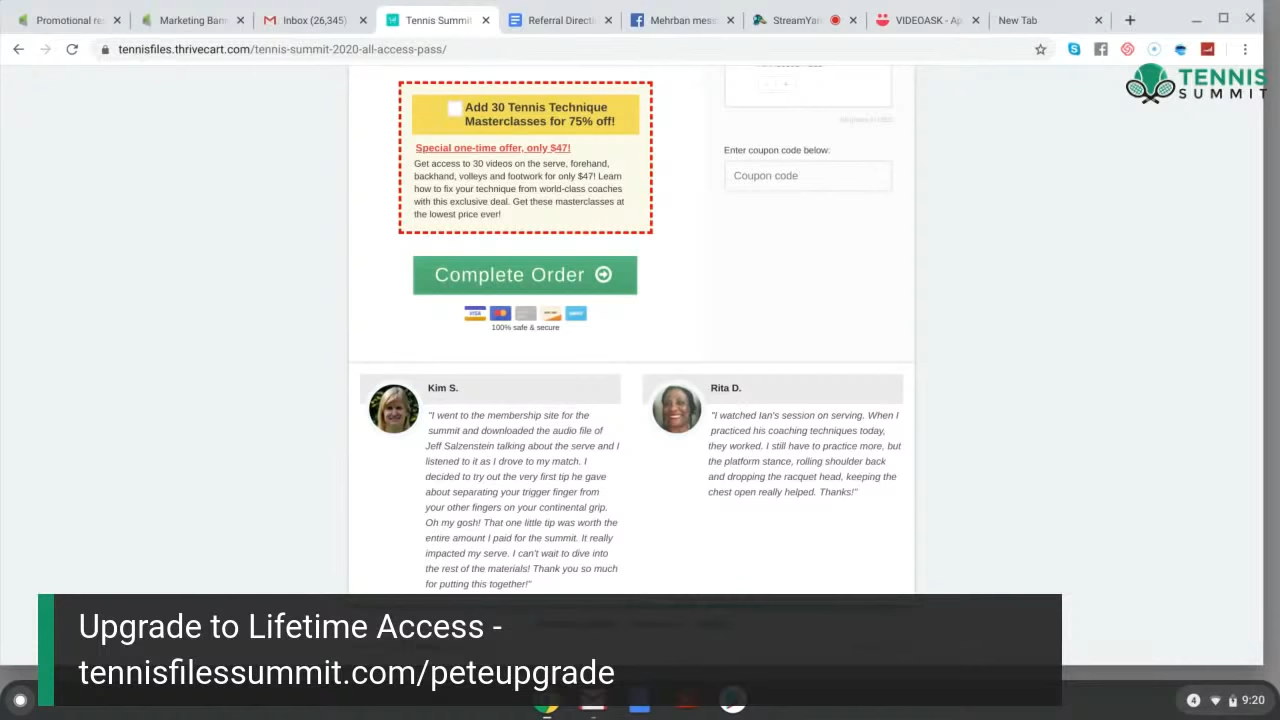 Promotional res
Marketing Bann
Inbox (26,345)
Tennis Summit
Referral Directi
Mehrban mess
StreamYar
VIDEOASK - Ap
New Tab
tennisfiles.thrivecart.com/tennis-summit-2020-all-access-pass/
TENNIS
SUMMIT
Add 30 Tennis Technique
Masterclasses for 75% off!
Special one-time offer, only $47!
Get access to 30 videos on the serve, forehand,
backhand, volleys and footwork for only $47! Learn
how to fix your technique from world-class coaches
with this exclusive deal. Get these masterclasses at
the lowest price ever!
Enter coupon code below:
Coupon code
Complete Order
VISA
100% safe & secure
Kim S.
"I went to the membership site for the
summit and downloaded the audio file of
Jeff Salzenstein talking about the serve and I
listened to it as I drove to my match. I
decided to try out the very first tip he gave
about separating your trigger finger from
your other fingers on your continental grip.
Oh my gosh! That one little tip was worth the
entire amount I paid for the summit. It really
impacted my serve. I can't wait to dive into
the rest of the materials! Thank you so much
for putting this together!"
Rita D.
"I watched Ian's session on serving. When I
practiced his coaching techniques today,
they worked. I still have to practice more, but
the platform stance, rolling shoulder back
and dropping the racquet head, keeping the
chest open really helped. Thanks!"
Upgrade to Lifetime Access -
tennisfilessummit.com/peteupgrade
4
9:20